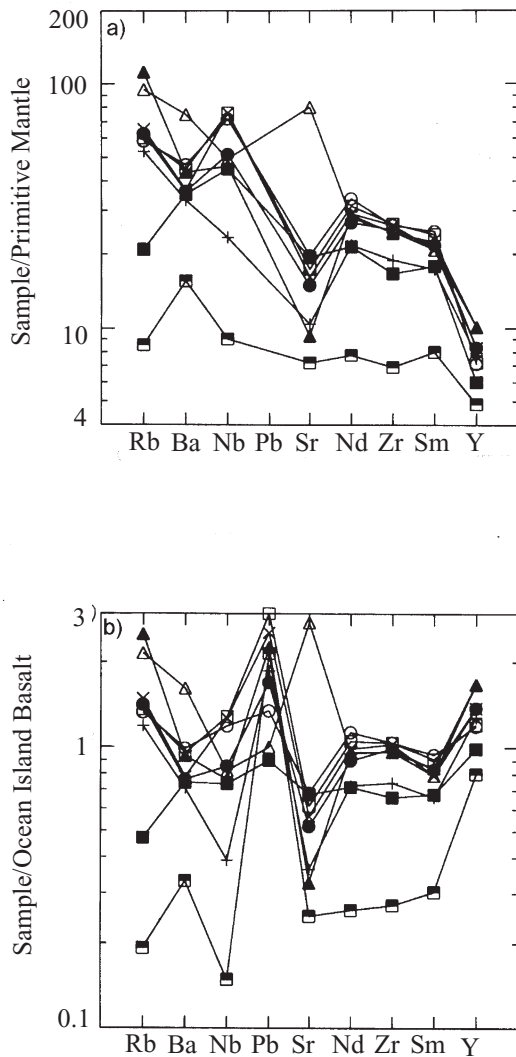 200
a)
100
Sample/Primitive Mantle
10
4
Rb Ba Nb Pb Sr Nd Zr Sm Y
3
b)
Sample/Ocean Island Basalt
1
0.1
Rb Ba Nb Pb Sr Nd Zr Sm Y